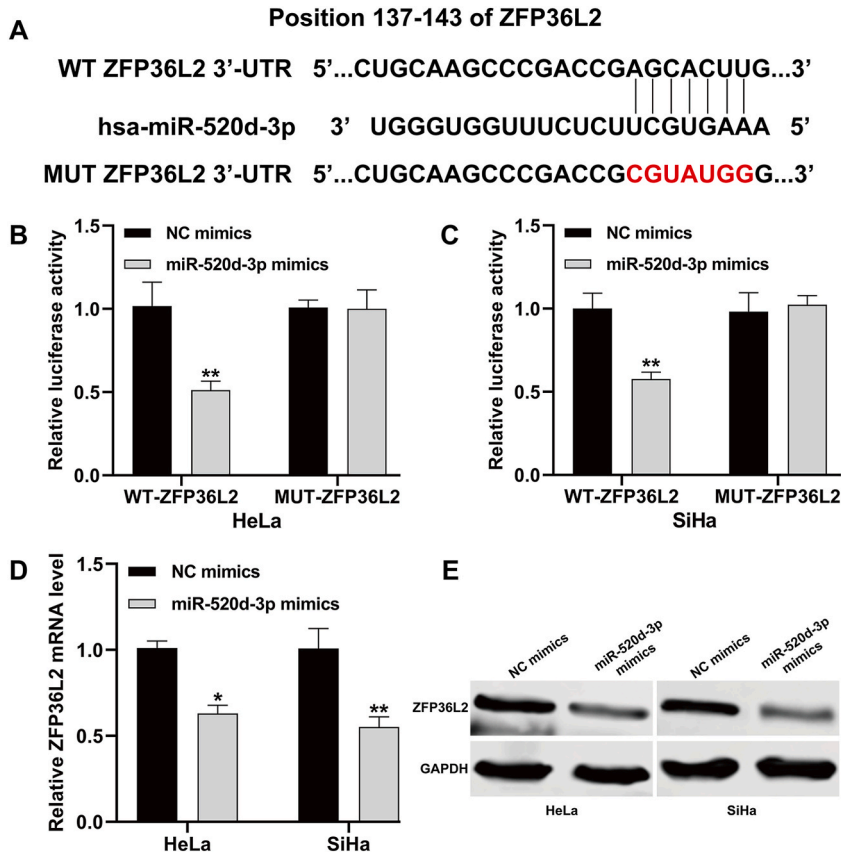 Position 137-143 of ZFP36L2
A
WT ZFP36L2 3’-UTR 5’...CUGCAAGCCCGACCGAGCACUUG...3’
hsa-miR-520d-3p 3’ UGGGUGGUUUCUCUUCGUGAAA 5’
MUT ZFP36L2 3’-UTR 5’...CUGCAAGCCCGACCGCGUAUGGG...3’
B
Relative luciferase activity
1.5
1.0
0.5
0.0
NC mimics
miR-520d-3p mimics
**
WT-ZFP36L2 MUT-ZFP36L2
HeLa
C
Relative luciferase activity
1.5
1.0
0.5
0.0
NC mimics
miR-520d-3p mimics
**
WT-ZFP36L2 MUT-ZFP36L2
SiHa
D
Relative ZFP36L2 mRNA level
1.5
1.0
0.5
0.0
NC mimics
miR-520d-3p mimics
*
**
HeLa SiHa
E
NC mimics
miR-520d-3p
mimics
NC mimics
miR-520d-3p
mimics
ZFP36L2
GAPDH
HeLa SiHa